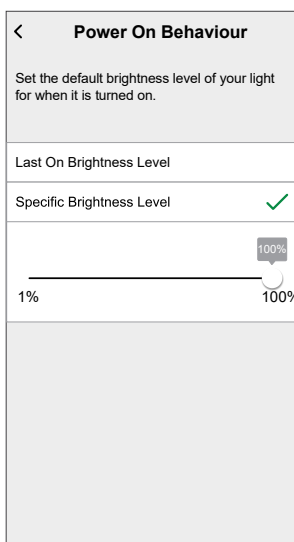 Power On Behaviour
Set the default brightness level of your light
for when it is turned on.
Last On Brightness Level
Specific Brightness Level
100%
1% 100%